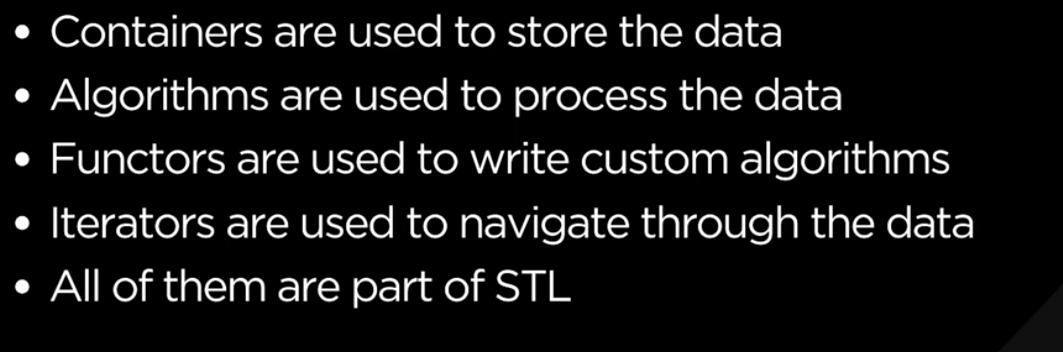 • Containers are used to store the data
• Algorithms are used to process the data
• Functors are used to write custom algorithms
• Iterators are used to navigate through the data
• All of them are part of STL